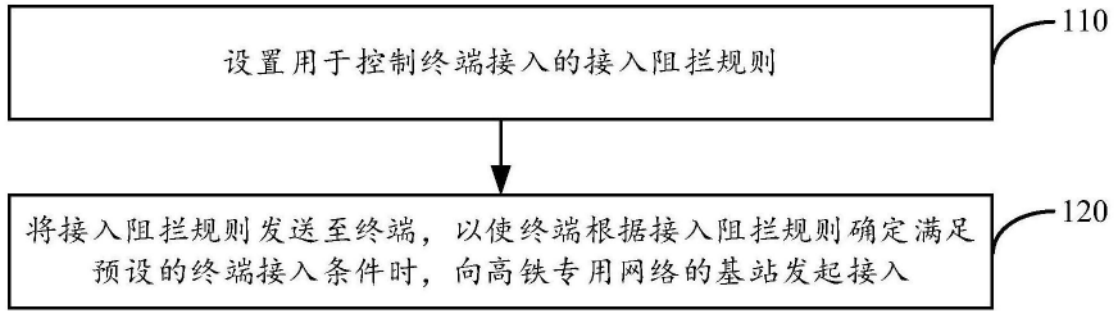 设置用于控制终端接入的接入阻拦规则
110
将接入阻拦规则发送至终端，以使终端根据接入阻拦规则确定满足
预设的终端接入条件时，向高铁专用网络的基站发起接入
120